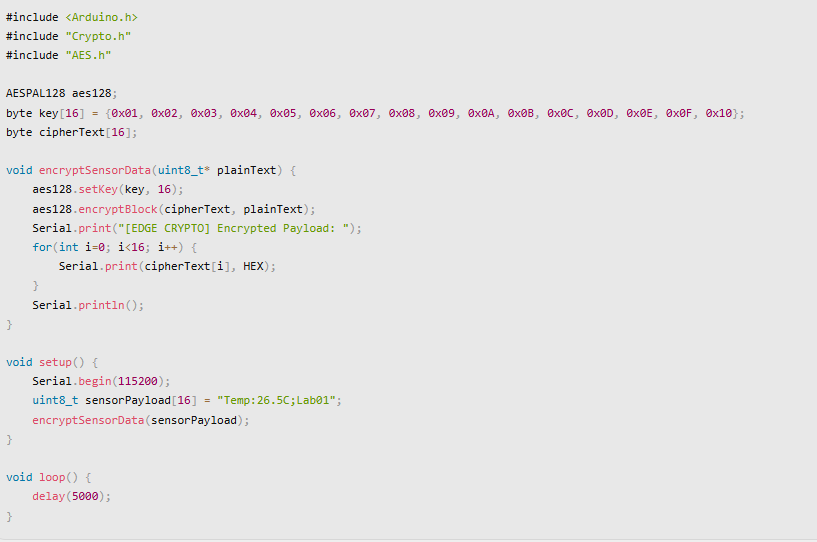 #include <Arduino.h>
#include "Crypto.h"
#include "AES.h"

AESPAL128 aes128;
byte key[16] = {0x01, 0x02, 0x03, 0x04, 0x05, 0x06, 0x07, 0x08, 0x09, 0x0A, 0x0B, 0x0C, 0x0D, 0x0E, 0x0F, 0x10};
byte cipherText[16];

void encryptSensorData(uint8_t* plainText) {
    aes128.setKey(key, 16);
    aes128.encryptBlock(cipherText, plainText);
    Serial.print("[EDGE CRYPTO] Encrypted Payload: ");
    for(int i=0; i<16; i++) {
        Serial.print(cipherText[i], HEX);
    }
    Serial.println();
}

void setup() {
    Serial.begin(115200);
    uint8_t sensorPayload[16] = "Temp:26.5C;Lab01";
    encryptSensorData(sensorPayload);
}

void loop() {
    delay(5000);
}